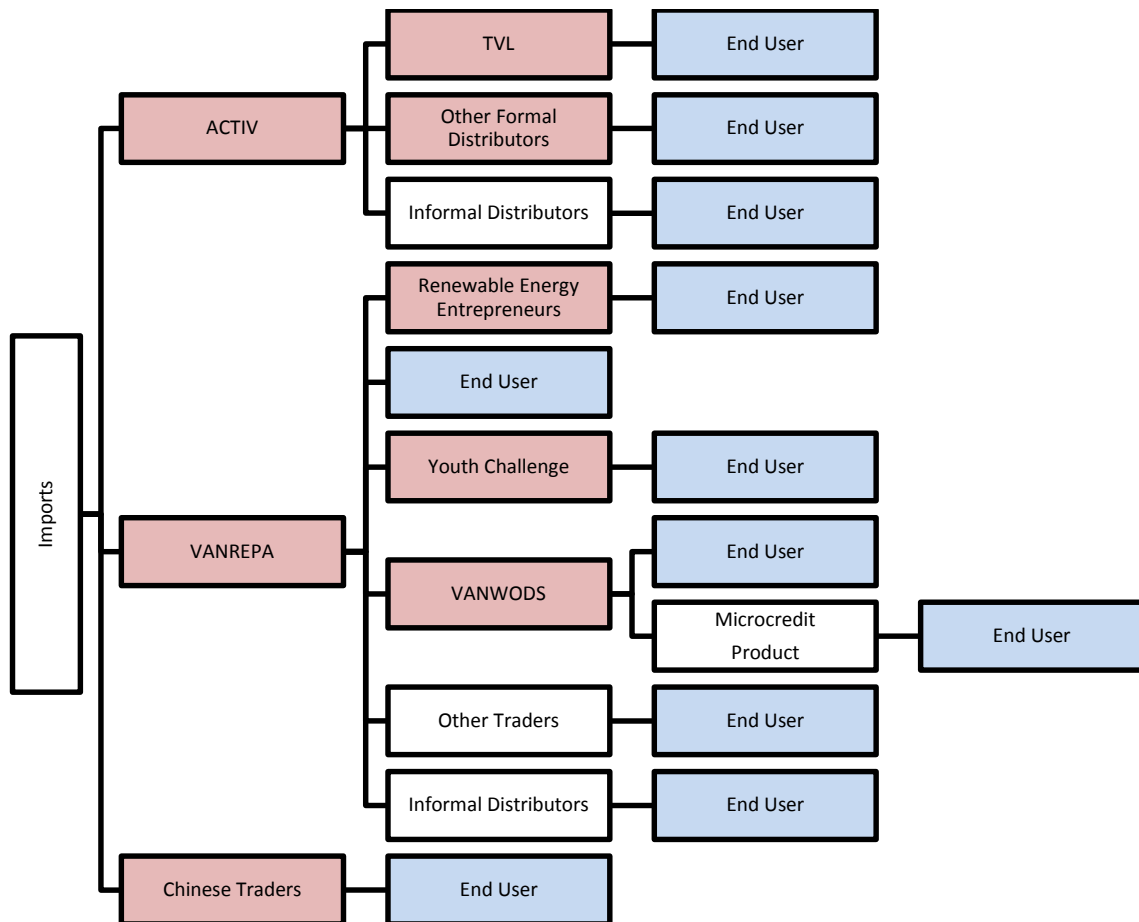 TVL
End User
ACTIV
Other Formal
Distributors
End User
Informal Distributors
End User
Renewable Energy
Entrepreneurs
End User
End User
Youth Challenge
End User
Imports
VANREPA
VANWODS
End User
Microcredit
Product
End User
Other Traders
End User
Informal Distributors
End User
Chinese Traders
End User